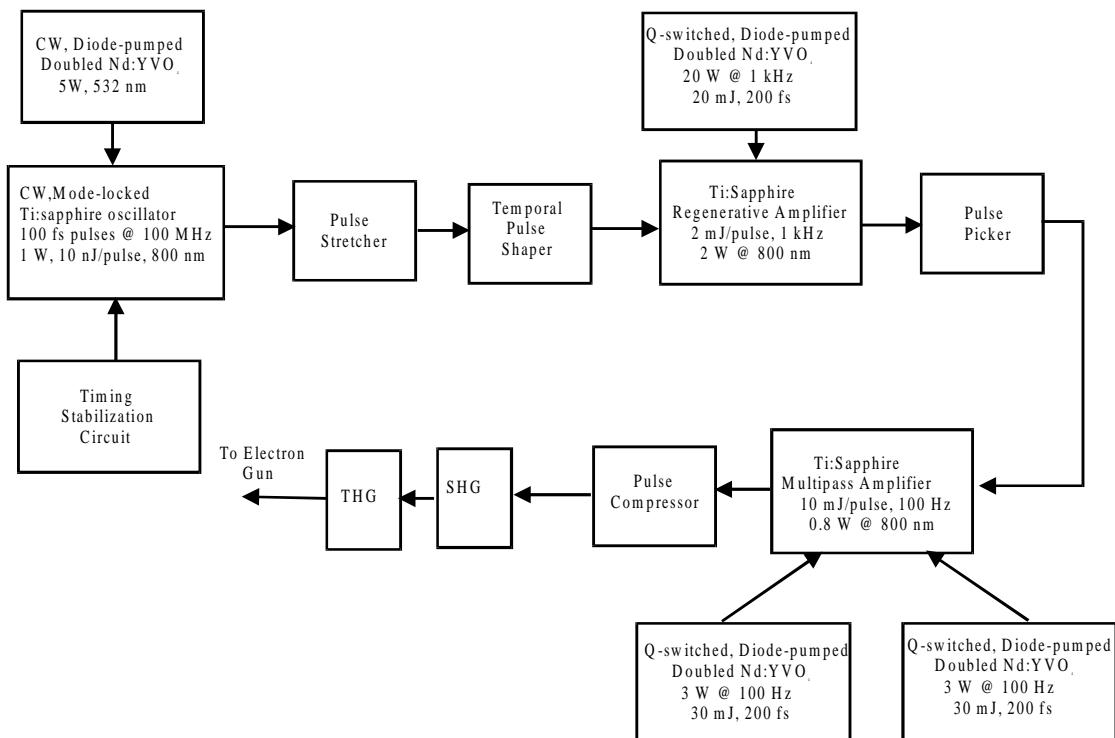 CW, Diode-pumped
Doubled Nd:YVO4
5W, 532 nm
Q-switched, Diode-pumped
Doubled Nd:YVO4
20 W @ 1 kHz
20 mJ, 200 fs
CW,Mode-locked
Ti:sapphire oscillator
100 fs pulses @ 100 MHz
1 W, 10 nJ/pulse, 800 nm
Pulse
Stretcher
Temporal
Pulse
Shaper
Ti:Sapphire
Regenerative Amplifier
2 mJ/pulse, 1 kHz
2 W @ 800 nm
Pulse
Picker
Timing
Stabilization
Circuit
To Electron
Gun
THG
SHG
Pulse
Compressor
Ti:Sapphire
Multipass Amplifier
10 mJ/pulse, 100 Hz
0.8 W @ 800 nm
Q-switched, Diode-pumped
Doubled Nd:YVO4
3 W @ 100 Hz
30 mJ, 200 fs
Q-switched, Diode-pumped
Doubled Nd:YVO4
3 W @ 100 Hz
30 mJ, 200 fs